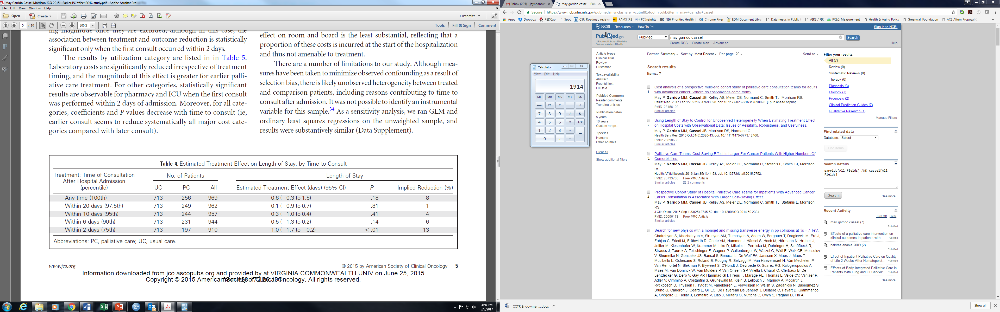 May Garrido Cassel Morrison JCO 2015 - Earlier PC effect PC4C study.pdf - Adobe Acrobat Pro
File Edit View Window Help
Open Create Customize
5 / 10 200% Tools Fill & Sign Comment
ing magnitude once they are excluded, although in this case, the
association between treatment and outcome reduction is statistically
significant only when the first consult occurred within 2 days.
The results by utilization category are listed in in Table 5.
Laboratory costs are significantly reduced irrespective of treatment
timing, and the magnitude of this effect is greater for earlier palli-
ative care treatment. For other categories, statistically significant
results are observable for pharmacy and ICU when the first consult
was performed within 2 days of admission. Moreover, for all cate-
gories, coefficients and P values decrease with time to consult (ie,
earlier consult seems to reduce systematically all major cost cate-
gories compared with later consult).
effect on room and board is the least substantial, reflecting that a
proportion of these costs is incurred at the start of the hospitalization
and thus not amenable to treatment.
There are a number of limitations to our study. Although mea-
sures have been taken to minimize observed confounding as a result of
selection bias, there is likely unobserved heterogeneity between treated
and comparison patients, including reasons contributing to time to
consult after admission. It was not possible to identify an instrumental
variable for this sample.34 As a sensitivity analysis, we ran GLM and
ordinary least squares regressions on the unweighted sample, and
results were substantively similar (Data Supplement).
Table 4. Estimated Treatment Effect on Length of Stay, by Time to Consult
Treatment: Time of Consultation
After Hospital Admission
(percentile)
No. of Patients Length of Stay
UC PC All Estimated Treatment Effect (days) (95% CI) P Implied Reduction (%)
Any time (100th) 713 256 969 0.6 (−0.3 to 1.5) .18 −8
Within 20 days (97.5th) 713 249 962 −0.1 (−0.9 to 0.7) .81 1
Within 10 days (95th) 713 244 957 −0.3 (−1.0 to 0.4) .41 4
Within 6 days (90th) 713 231 944 −0.5 (−1.3 to 0.2) .14 6
Within 2 days (75th) 713 197 910 −1.0 (−1.7 to −0.2) < .01 13
Abbreviations: PC, palliative care; UC, usual care.
www.jco.org © 2015 by American Society of Clinical Oncology 5
Information downloaded from jco.ascopubs.org and provided by at VIRGINIA COMMONWEALTH UNIV on June 25, 2015
Copyright © 2015 American Society of Clinical Oncology. All rights reserved.
4:56 PM
3/8/2017
Inbox (205) - jaybriancas
may garrido cassel - Pub
Secure https://www.ncbi.nlm.nih.gov/pubmed?myncbishare=vcutml&otool=vculib&term=may+garrido+cassel
Apps Dropbox REDCap Spot CSU Roadmap revisio RAMS IRB PC Insights NIH Priorities Health Chrome River EDM Document Libra Data needs in Public AIRS / FIR PCLC: Measurement Health & Aging Policy Greenwall Foundation ACS Altum Proposal
Calculator
View Edit Help
1914
MC MR MS M+ M-
← CE C ± √
7 8 9 / %
4 5 6 * 1/x
1 2 3 - =
0 . +
NCBI Resources How To Sign in to NCBI
PubMed.gov
US National Library of Medicine
National Institutes of Health
PubMed may garrido cassel Search
Create RSS Create alert Advanced Help
Article types
Clinical Trial
Review
Customize ...
Text availability
Abstract
Free full text
Full text
PubMed Commons
Reader comments
Trending articles
Publication dates
5 years
10 years
Custom range...
Species
Humans
Other Animals
Clear all
Show additional filters
Format: Summary Sort by: Most Recent Per page: 20 Send to
Search results
Items: 7
1. Cost analysis of a prospective multi-site cohort study of palliative care consultation teams for adults
with advanced cancer: Where do cost-savings come from?
May P, Garrido MM, Cassel JB, Kelley AS, Meier DE, Normand C, Smith TJ, Morrison RS.
Palliat Med. 2017 Feb 1:269216317690098. doi: 10.1177/0269216317690098. [Epub ahead of print]
PMID: 28156192
Similar articles
2. Using Length of Stay to Control for Unobserved Heterogeneity When Estimating Treatment Effect
on Hospital Costs with Observational Data: Issues of Reliability, Robustness, and Usefulness.
May P, Garrido MM, Cassel JB, Morrison RS, Normand C.
Health Serv Res. 2016 Oct;51(5):2020-43. doi: 10.1111/1475-6773.12460.
PMID: 26898638
Similar articles
3. Palliative Care Teams' Cost-Saving Effect Is Larger For Cancer Patients With Higher Numbers Of
Comorbidities.
May P, Garrido MM, Cassel JB, Kelley AS, Meier DE, Normand C, Stefanis L, Smith TJ, Morrison
RS.
Health Aff (Millwood). 2016 Jan;35(1):44-53. doi: 10.1377/hlthaff.2015.0752.
PMID: 26733700 Free PMC Article
Similar articles 2 comments
4. Prospective Cohort Study of Hospital Palliative Care Teams for Inpatients With Advanced Cancer:
Earlier Consultation Is Associated With Larger Cost-Saving Effect.
May P, Garrido MM, Cassel JB, Kelley AS, Meier DE, Normand C, Smith TJ, Stefanis L, Morrison
RS.
J Clin Oncol. 2015 Sep 1;33(25):2745-52. doi: 10.1200/JCO.2014.60.2334.
PMID: 26056178 Free PMC Article
Similar articles
5. Search for new physics with a monojet and missing transverse energy in pp collisions at √s = 7 TeV.
Chatrchyan S, Khachatryan V, Sirunyan AM, Tumasyan A, Adam W, Bergauer T, Dragicevic M, Erö J,
Fabjan C, Friedl M, Frühwirth R, Ghete VM, Hammer J, Hänsel S, Hoch M, Hörmann N, Hrubec J,
Jeitler M, Kiesenhofer W, Krammer M, Liko D, Mikulec I, Pernicka M, Rohringer H, Schöfbeck R,
Strauss J, Taurok A, Teischinger F, Wagner P, Waltenberger W, Walzel G, Widl E, Wulz CE, Mossolov
V, Shumeiko N, Gonzalez JS, Bansal S, Benucci L, De Wolf EA, Janssen X, Maes J, Maes T,
Mucibello L, Ochesanu S, Roland B, Rougny R, Selvaggi M, Van Haevermaet H, Van Mechelen P,
Van Remortel N, Blekman F, Blyweert S, D'Hondt J, Devroede O, Suarez RG, Kalogeropoulos A,
Maes M, Van Doninck W, Van Mulders P, Van Onsem GP, Villella I, Charaf O, Clerbaux B, De
Lentdecker G, Dero V, Gay AP, Hammad GH, Hreus T, Marage PE, Thomas L, Velde CV, Vanlaer P,
Adler V, Cimmino A, Costantini S, Grunewald M, Klein B, Lellouch J, Marinov A, Mccartin J,
Ryckbosch D, Thyssen F, Tytgat M, Vanelderen L, Verwilligen P, Walsh S, Zaganidis N, Basegmez S,
Bruno G, Caudron J, Ceard L, Gil EC, De Favereau De Jeneret J, Delaere C, Favart D, Giammanco
A, Grégoire G, Hollar J, Lemaitre V, Liao J, Militaru O, Nuttens C, Ovyn S, Pagano D, Pin A,
Filter your results:
All (7)
Review (0)
Systematic Reviews (0)
Therapy (0)
Diagnosis (3)
Etiology (2)
Prognosis (2)
Clinical Prediction Guides (7)
Qualitative Research (1)
Manage Filters
Find related data
Database: Select
Find items
Search details
garrido[All Fields] AND cassel[All
Fields]
Search See more...
Recent Activity
Turn Off Clear
may garrido cassel (7)
PubMed
Effects of a palliative care intervention on
clinical outcomes in patients with ... PubMed
bakitas enable 2009 (2)
PubMed
Effect of Inpatient Palliative Care on Quality
of Life 2 Weeks After Hematopoiet... PubMed
Effects of Early Integrated Palliative Care in
Patients With Lung and GI Cancer:... PubMed
See more...
CCTR Endowmen....docx Show all